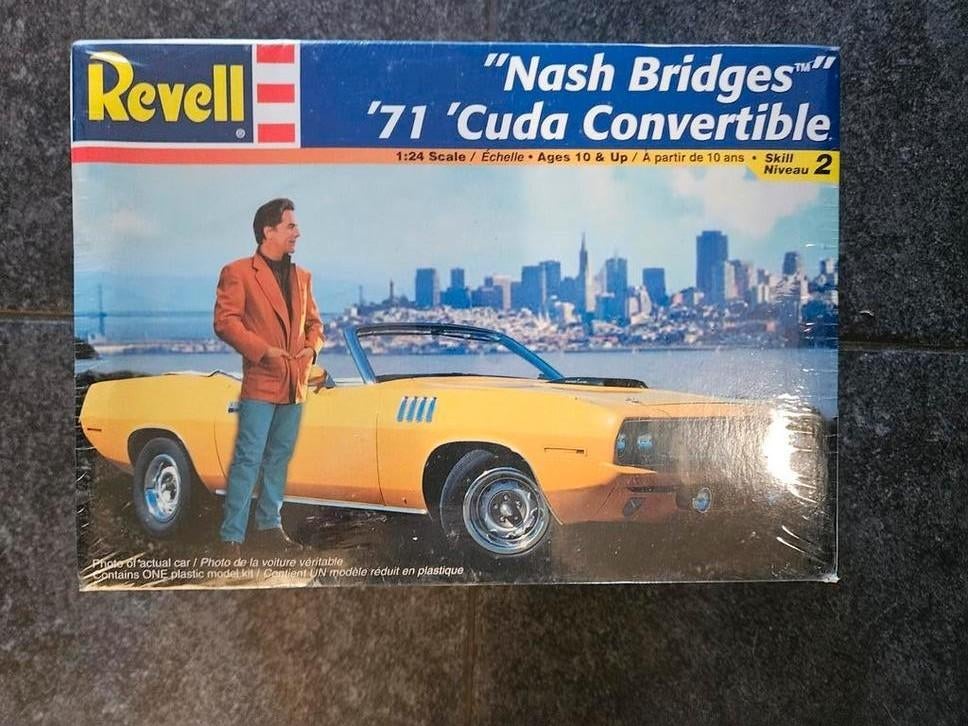 Revell®
"Nash Bridges™"
'71 'Cuda Convertible
1:24 Scale / Échelle • Ages 10 & Up / À partir de 10 ans • Skill Niveau 2
Photo of actual car / Photo de la voiture véritable
Contains ONE plastic model kit / Contient UN modèle réduit en plastique